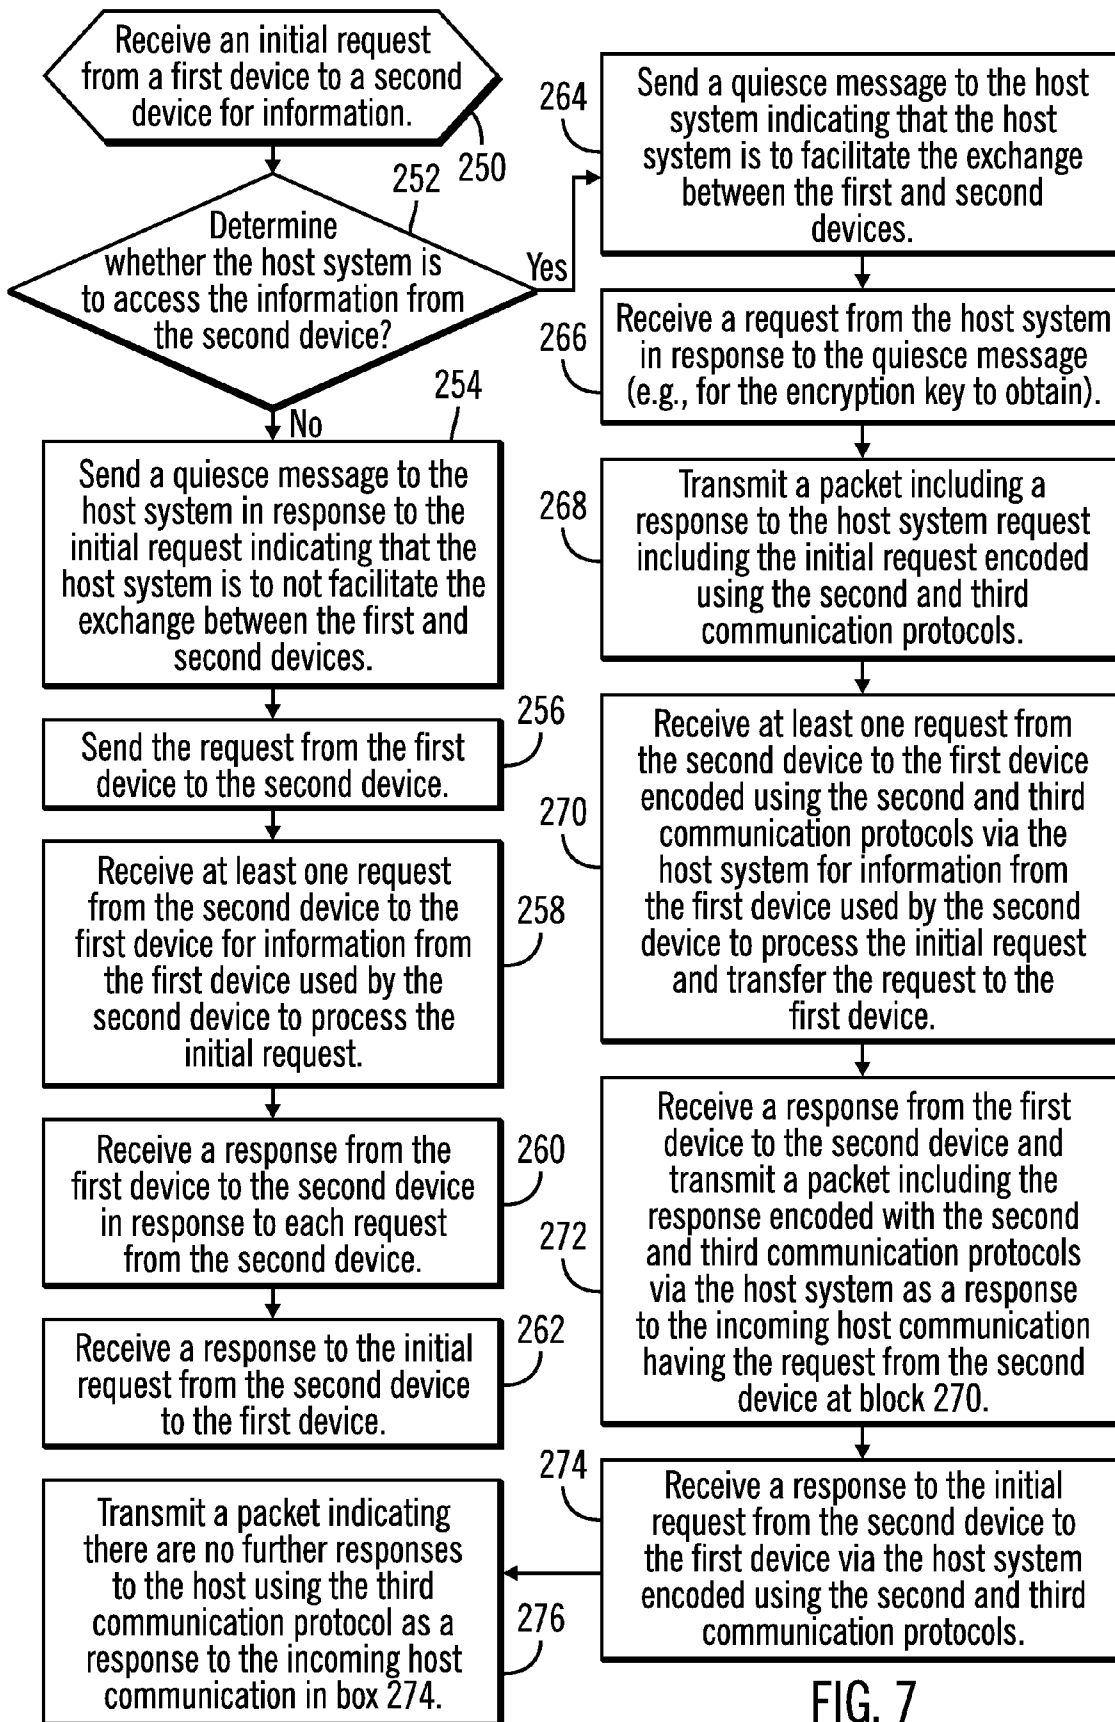 Receive an initial request
from a first device to a second
device for information.
250
252
Determine
whether the host system is
to access the information from
the second device?
Yes
No
254
Send a quiesce message to the
host system in response to the
initial request indicating that the
host system is to not facilitate the
exchange between the first and
second devices.
256
Send the request from the first
device to the second device.
Receive at least one request
from the second device to the
first device for information from
the first device used by the
second device to process the
initial request.
258
Receive a response from the
first device to the second device
in response to each request
from the second device.
260
262
Receive a response to the initial
request from the second device
to the first device.
264
Send a quiesce message to the host
system indicating that the host
system is to facilitate the exchange
between the first and second
devices.
266
Receive a request from the host system
in response to the quiesce message
(e.g., for the encryption key to obtain).
268
Transmit a packet including a
response to the host system request
including the initial request encoded
using the second and third
communication protocols.
270
Receive at least one request from
the second device to the first device
encoded using the second and third
communication protocols via the
host system for information from
the first device used by the second
device to process the initial request
and transfer the request to the
first device.
272
Receive a response from the first
device to the second device and
transmit a packet including the
response encoded with the second
and third communication protocols
via the host system as a response
to the incoming host communication
having the request from the second
device at block 270.
274
Receive a response to the initial
request from the second device to
the first device via the host system
encoded using the second and third
communication protocols.
Transmit a packet indicating
there are no further responses
to the host using the third
communication protocol as a
response to the incoming host
communication in box 274.
276
FIG. 7